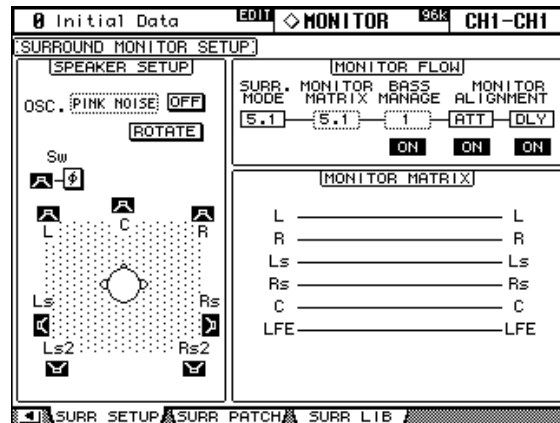 0 Initial Data EDIT ◇MONITOR 96k CH1-CH1
SURROUND MONITOR SETUP
SPEAKER SETUP
OSC. PINK NOISE OFF
ROTATE
Sw
ϕ
L C R
Ls Rs
Ls2 Rs2
MONITOR FLOW
SURR. MODE MONITOR MATRIX BASS MANAGE MONITOR ALIGNMENT
5.1 5.1 1 ATT DLY
ON ON ON
MONITOR MATRIX
L L
R R
Ls Ls
Rs Rs
C C
LFE LFE
SURR SETUP SURR PATCH SURR LIB